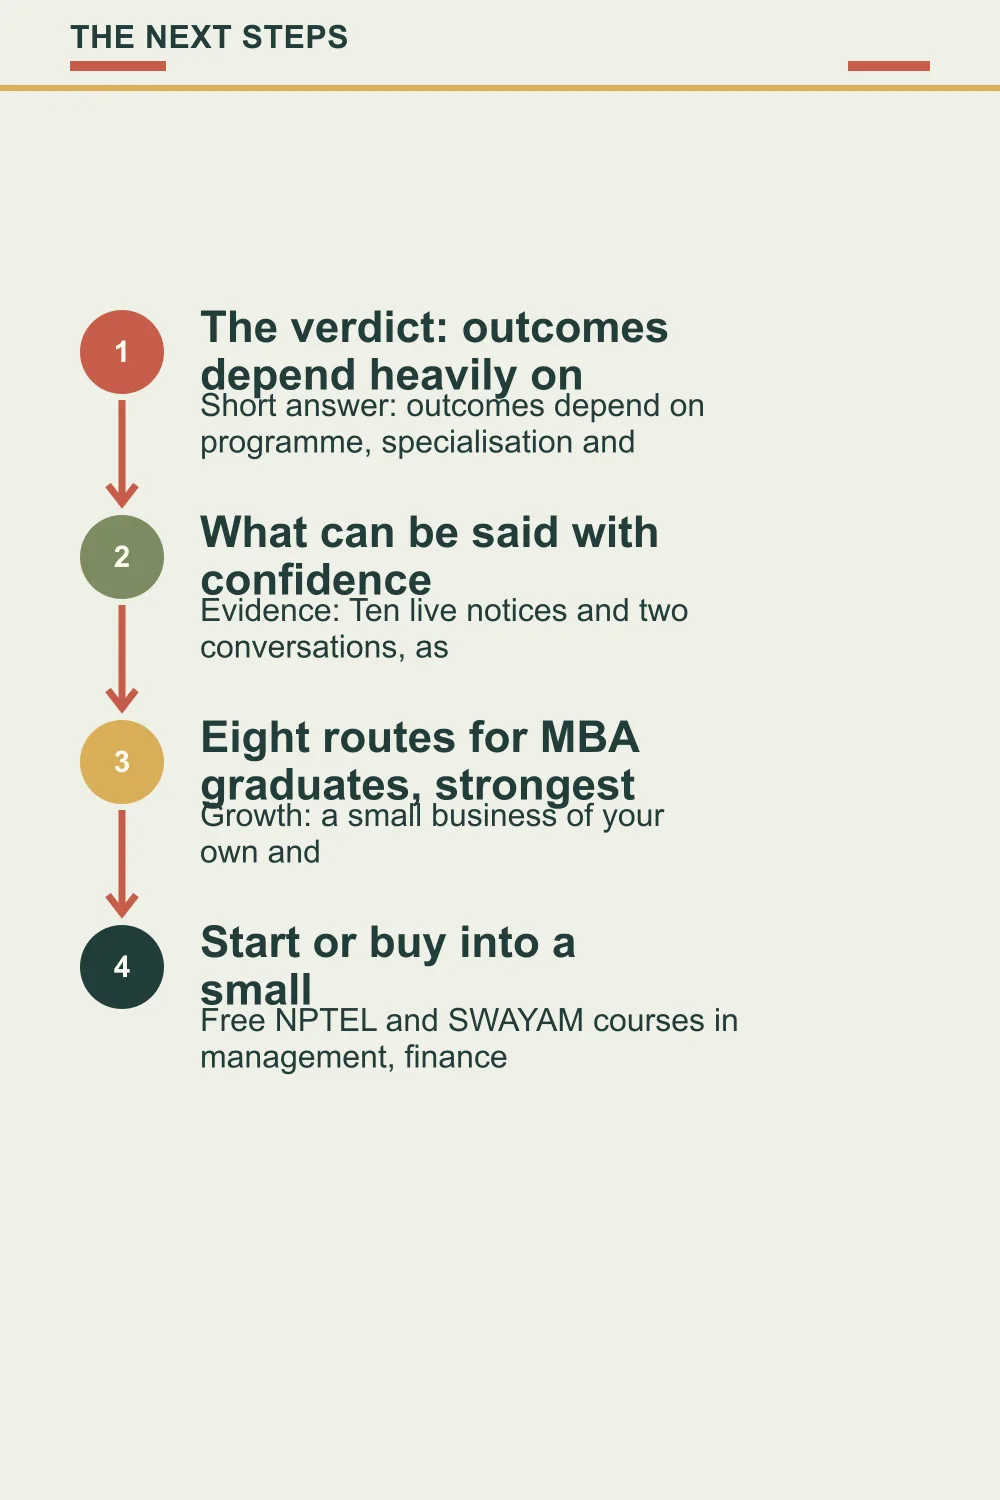 THE NEXT STEPS
1
The verdict: outcomes
depend heavily on
Short answer: outcomes depend on
programme, specialisation and
2
What can be said with
confidence
Evidence: Ten live notices and two
conversations, as
3
Eight routes for MBA
graduates, strongest
Growth: a small business of your
own and
4
Start or buy into a
small
Free NPTEL and SWAYAM courses in
management, finance